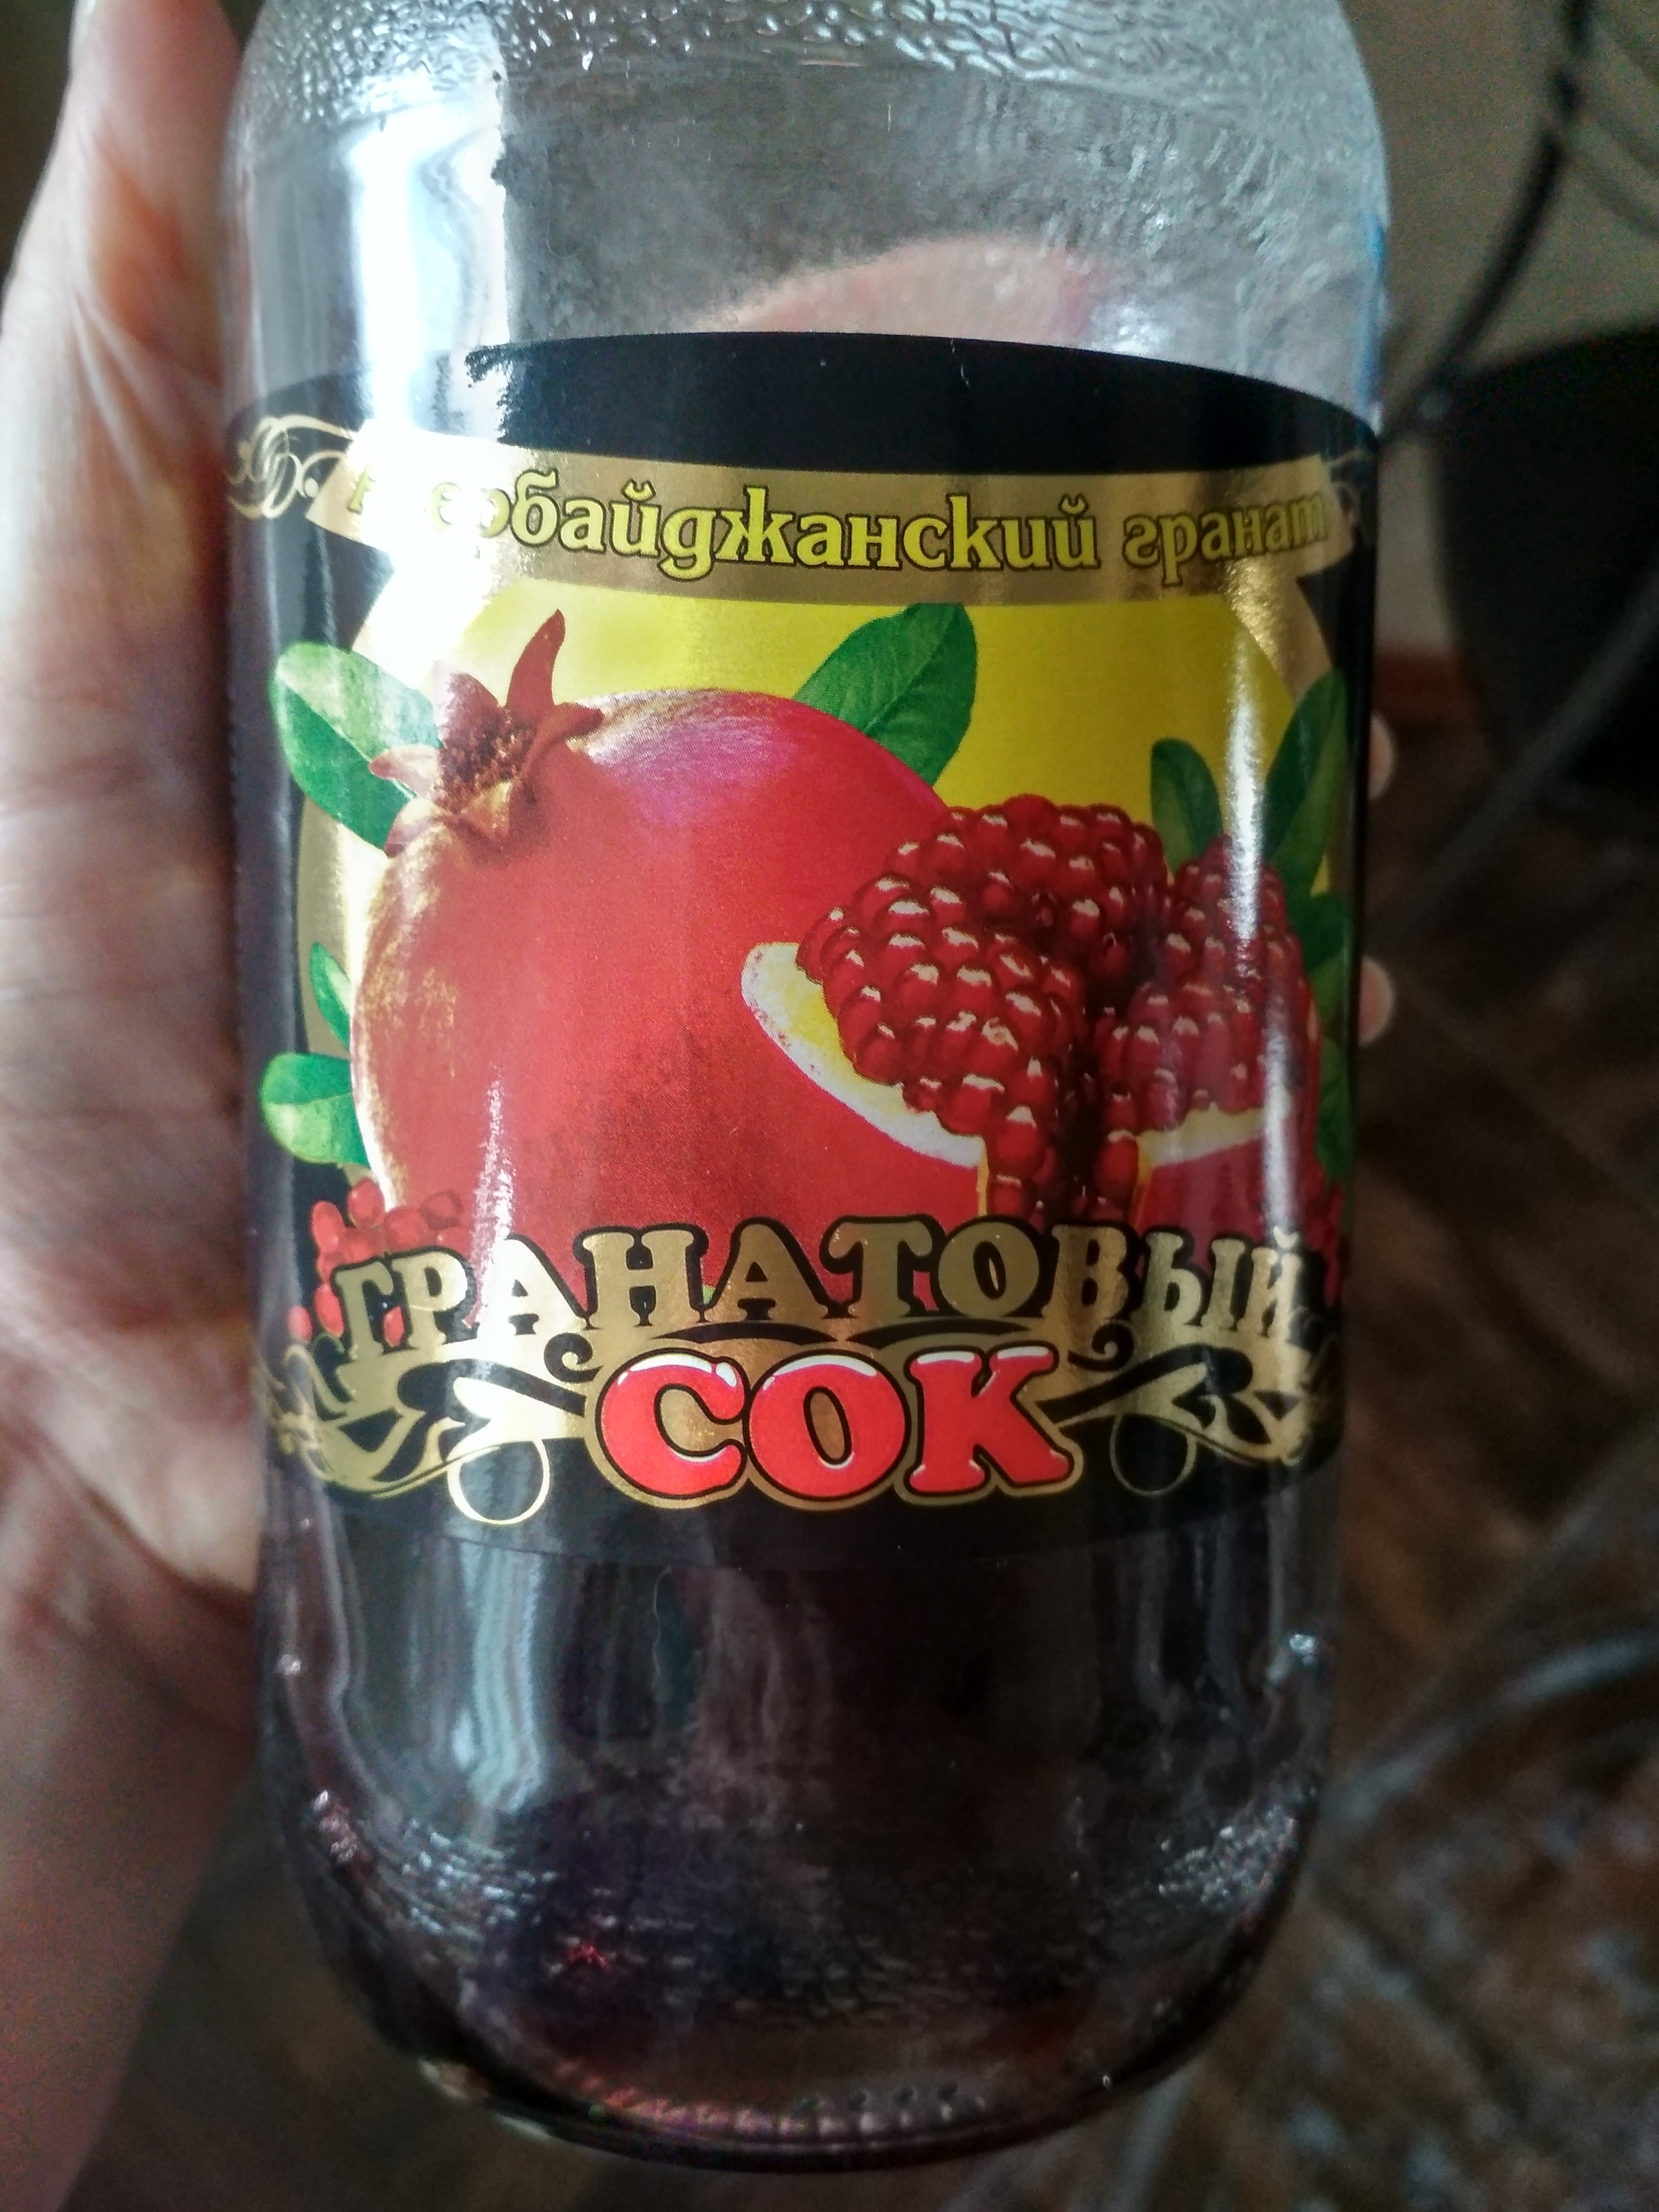 Азербайджанский гранат
ГРАНАТОВЫЙ
СОК